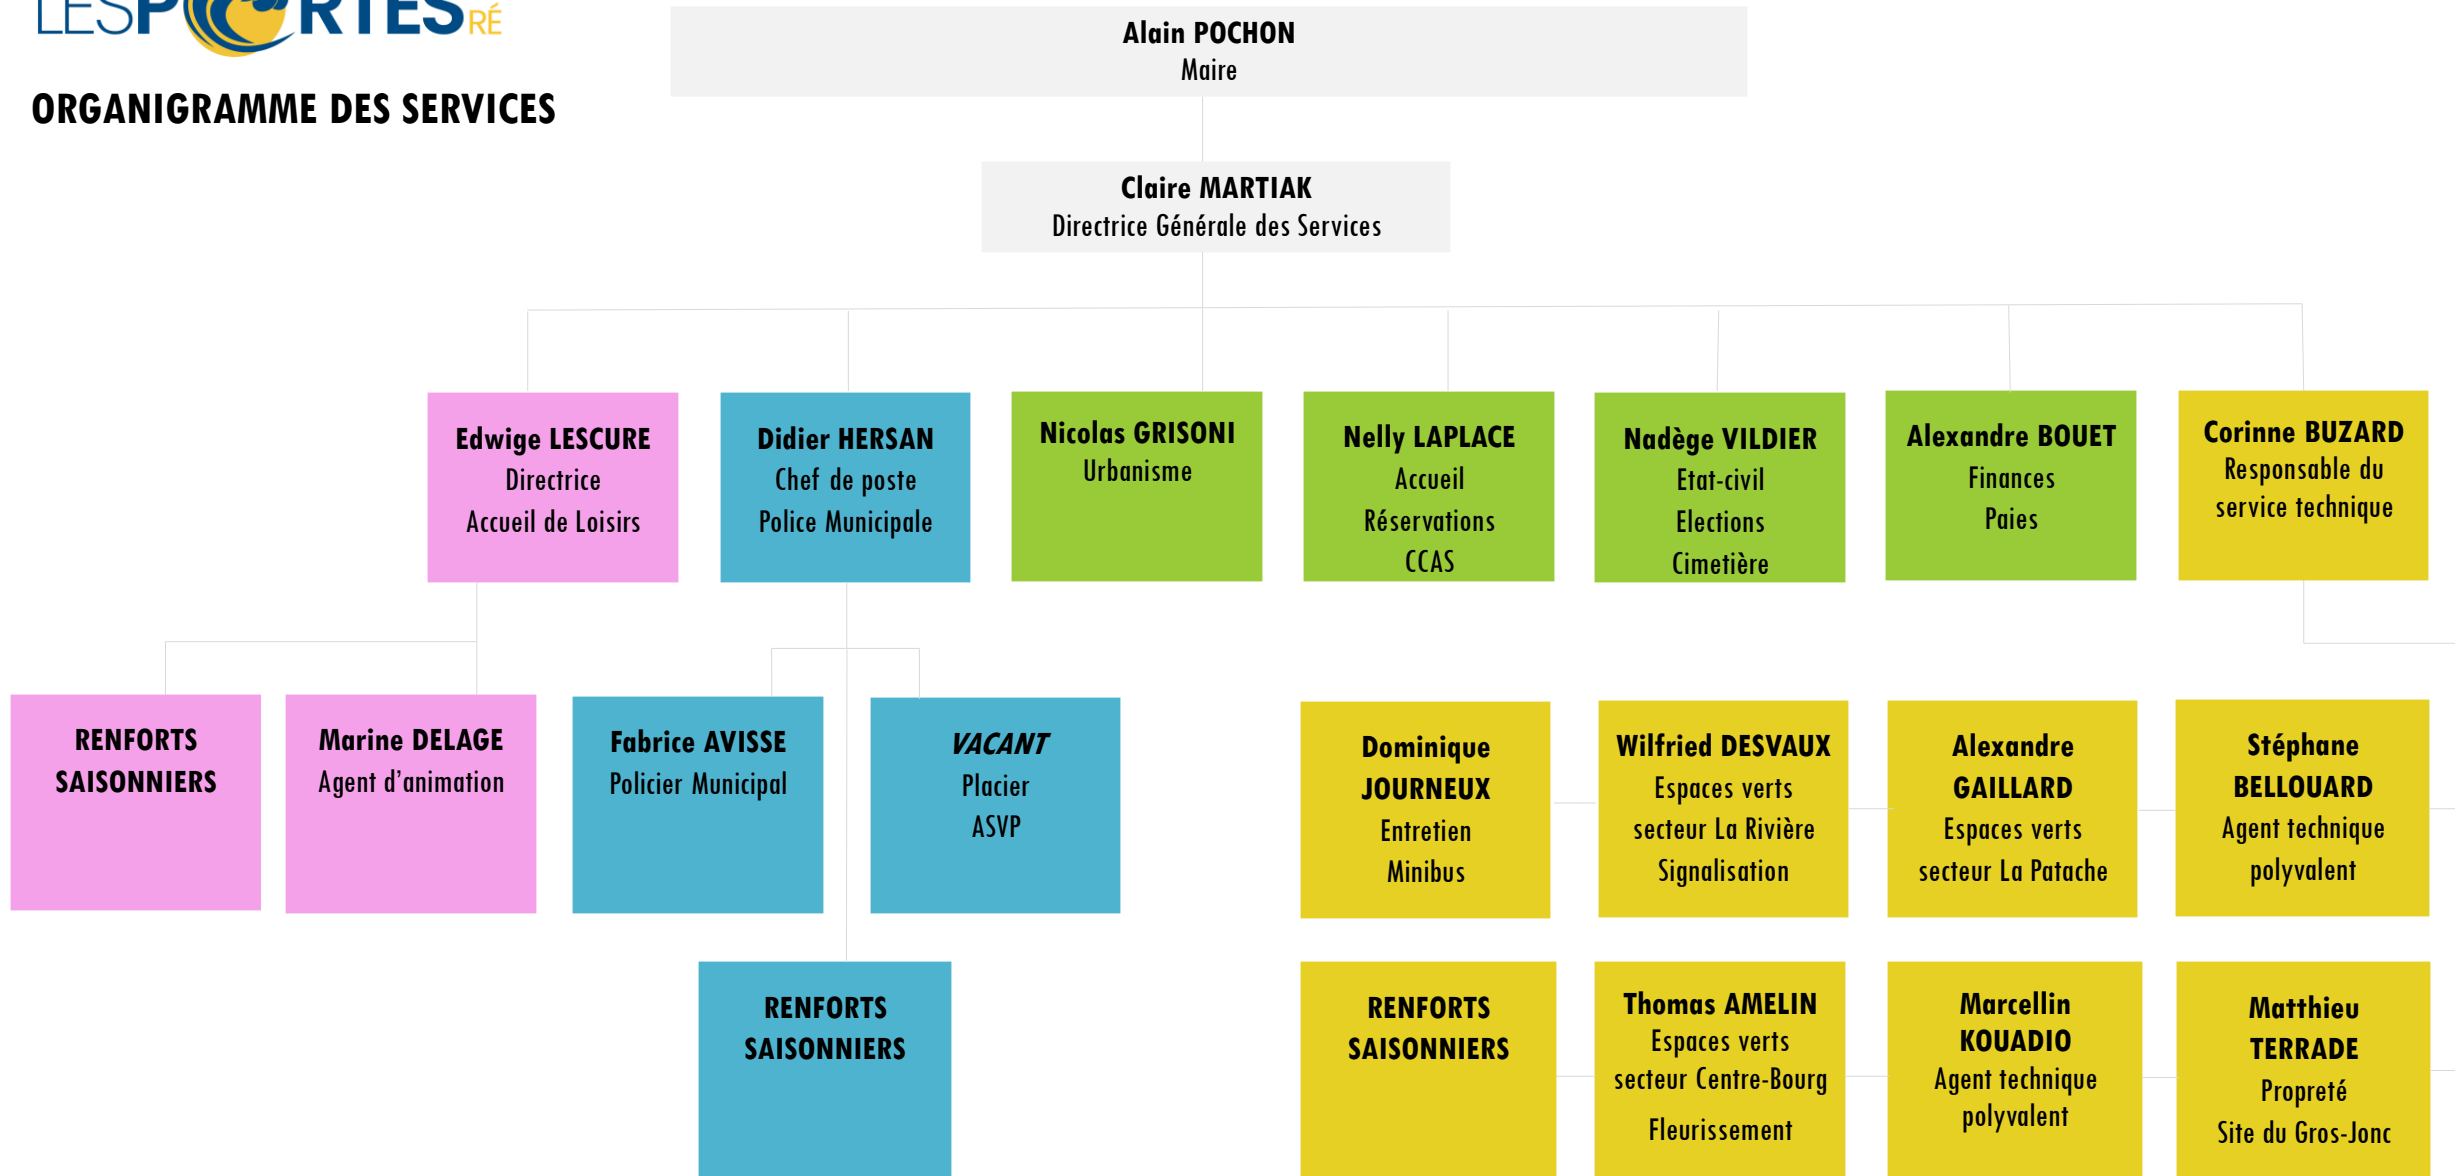 LESPORTESRÉ
ORGANIGRAMME DES SERVICES
Alain POCHON
Maire
Claire MARTIAK
Directrice Générale des Services
Edwige LESCURE
Directrice
Accueil de Loisirs
Didier HERSAN
Chef de poste
Police Municipale
Nicolas GRISONI
Urbanisme
Nelly LAPLACE
Accueil
Réservations
CCAS
Nadège VILDIER
Etat-civil
Elections
Cimetière
Alexandre BOUET
Finances
Paies
Corinne BUZARD
Responsable du
service technique
RENFORTS
SAISONNIERS
Marine DELAGE
Agent d’animation
Fabrice AVISSE
Policier Municipal
VACANT
Placier
ASVP
Dominique
JOURNEUX
Entretien
Minibus
Wilfried DESVAUX
Espaces verts
secteur La Rivière
Signalisation
Alexandre
GAILLARD
Espaces verts
secteur La Patache
Stéphane
BELLOUARD
Agent technique
polyvalent
RENFORTS
SAISONNIERS
RENFORTS
SAISONNIERS
Thomas AMELIN
Espaces verts
secteur Centre-Bourg
Fleurissement
Marcellin
KOUADIO
Agent technique
polyvalent
Matthieu
TERRADE
Propreté
Site du Gros-Jonc